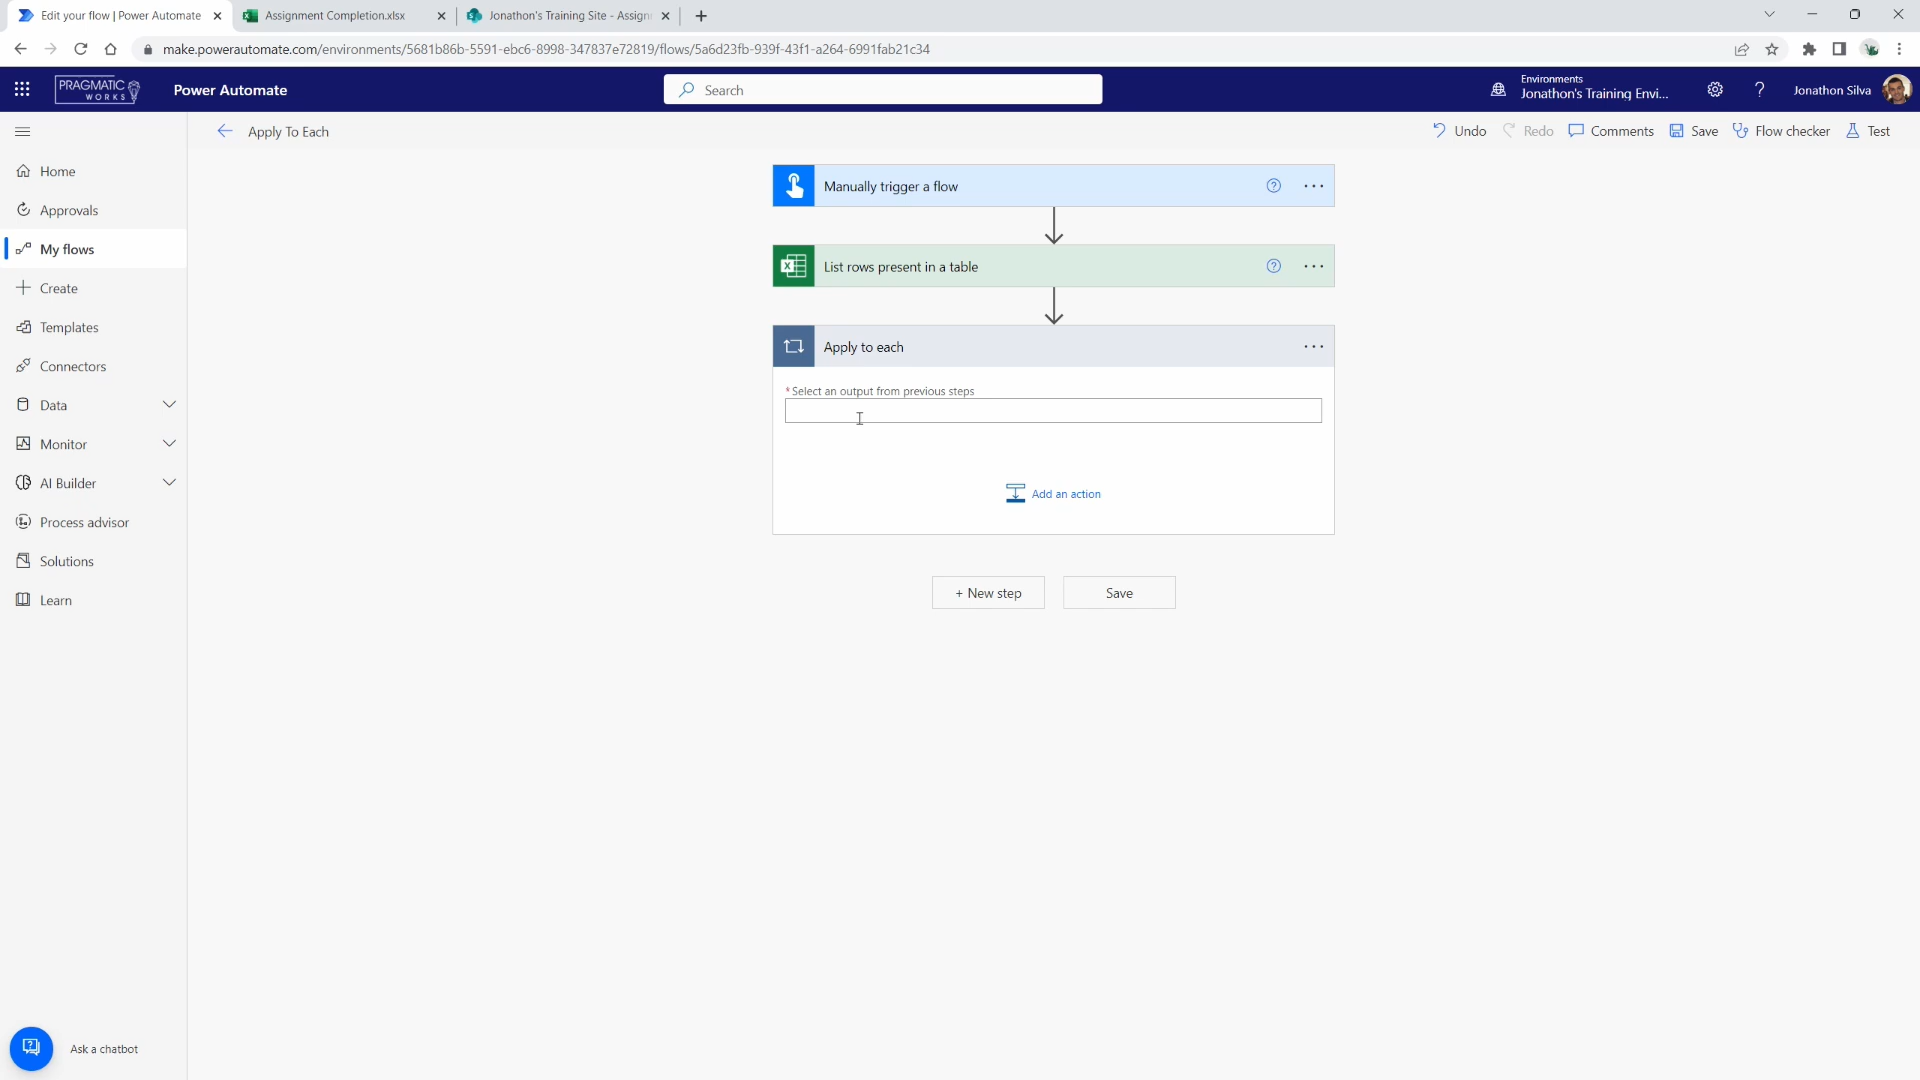 Edit your flow | Power Automate
Assignment Completion.xlsx
Jonathon's Training Site - Assign
make.powerautomate.com/environments/5681b86b-5591-ebc6-8998-347837e72819/flows/5a6d23fb-939f-43f1-a264-6991fab21c34
PRAGMATIC WORKS
Power Automate
Search
Environments
Jonathon's Training Envi...
Jonathon Silva
Apply To Each
Undo
Redo
Comments
Save
Flow checker
Test
Home
Approvals
My flows
Create
Templates
Connectors
Data
Monitor
AI Builder
Process advisor
Solutions
Learn
Ask a chatbot
Manually trigger a flow
List rows present in a table
Apply to each
* Select an output from previous steps
Add an action
+ New step
Save